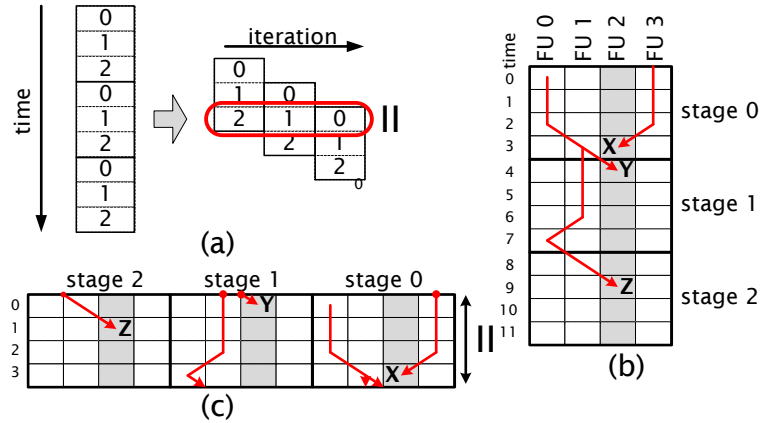 0
1
2
0
1
2
0
1
2
time
iteration
0
1 0
2 1 0
2 1
2
0
II
(a)
time
FU 0
FU 1
FU 2
FU 3
0
1
2
3
4
5
6
7
8
9
10
11
X
Y
Z
stage 0
stage 1
stage 2
(b)
stage 2 stage 1 stage 0
0
1
2
3
Z
Y
X
II
(c)